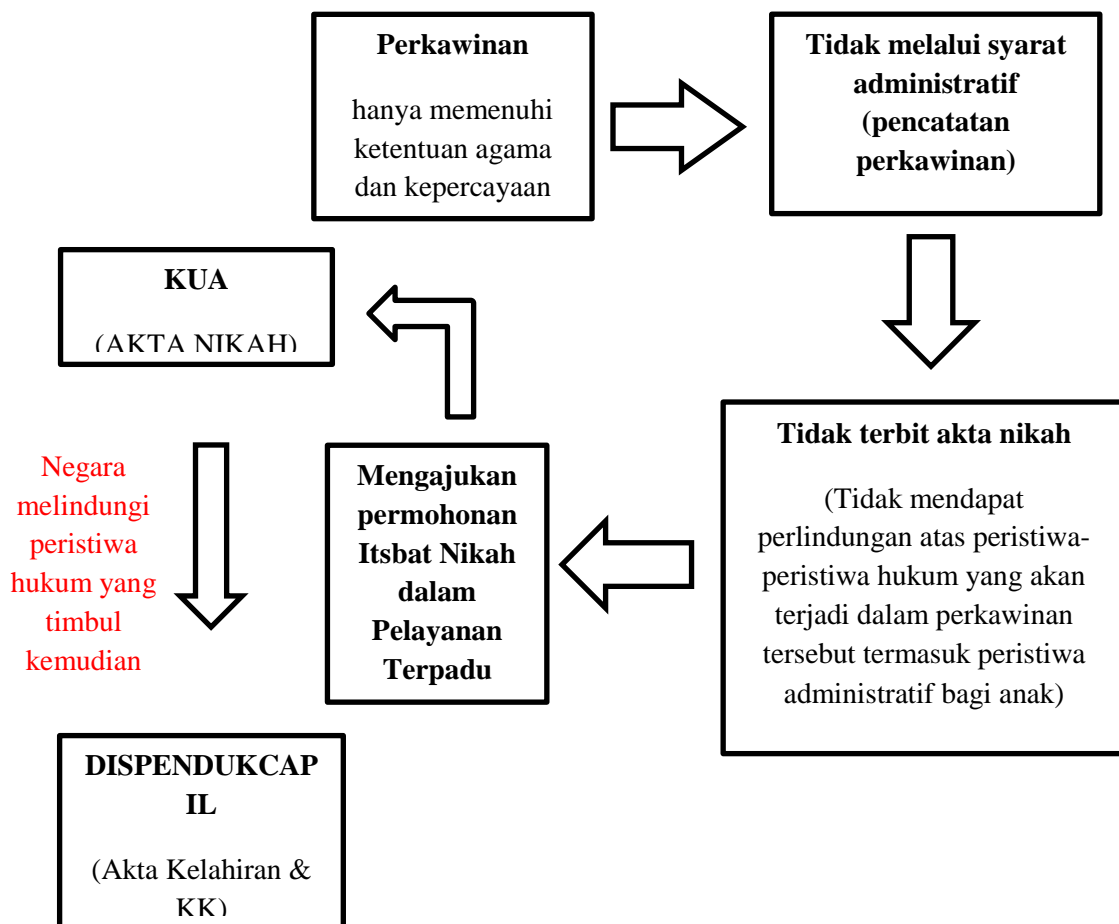 Perkawinan
hanya memenuhi
ketentuan agama
dan kepercayaan
Tidak melalui syarat
administratif
(pencatatan
perkawinan)
Tidak terbit akta nikah
(Tidak mendapat
perlindungan atas peristiwa-
peristiwa hukum yang akan
terjadi dalam perkawinan
tersebut termasuk peristiwa
administratif bagi anak)
Mengajukan
permohonan
Itsbat Nikah
dalam
Pelayanan
Terpadu
KUA
(AKTA NIKAH)
Negara
melindungi
peristiwa
hukum yang
timbul
kemudian
DISPENDUKCAP
IL
(Akta Kelahiran &
KK)